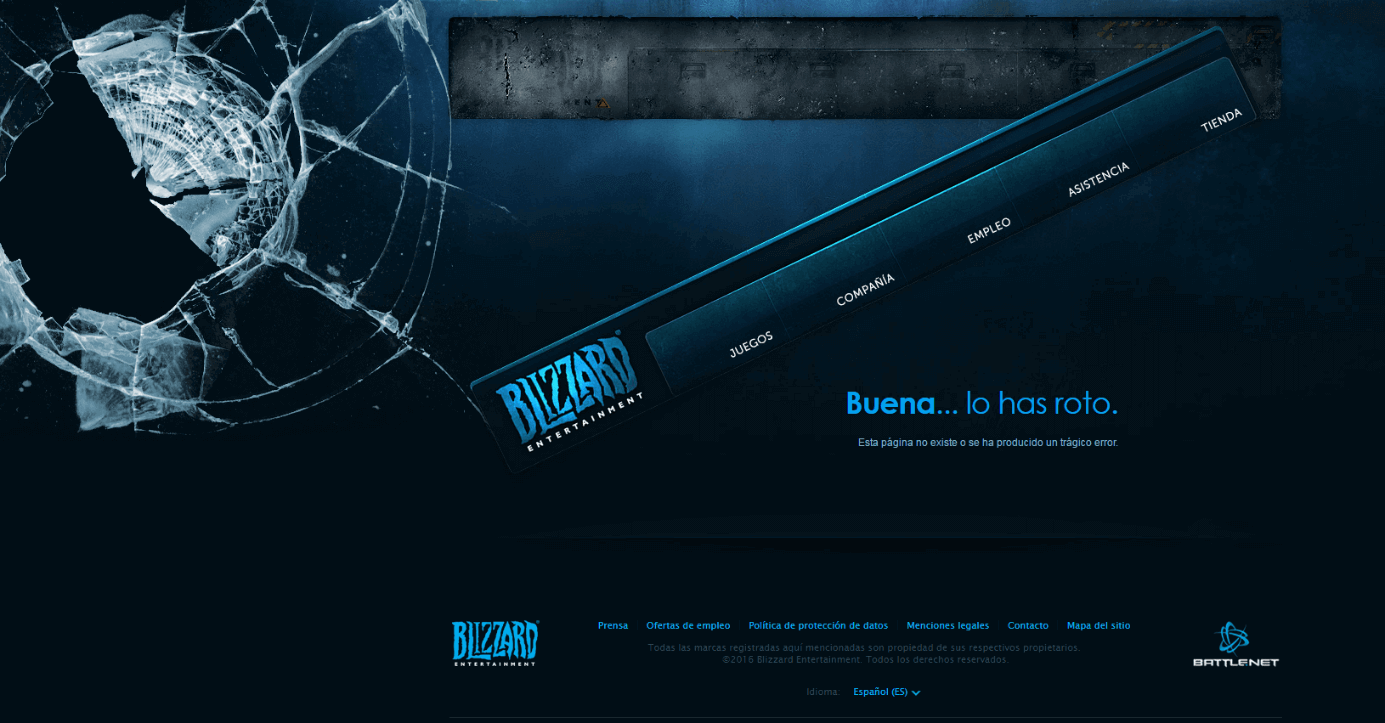 JUEGOS
COMPAÑÍA
EMPLEO
ASISTENCIA
TIENDA
BLIZZARD
ENTERTAINMENT
Buena... lo has roto.
Esta página no existe o se ha producido un trágico error.
BLIZZARD
ENTERTAINMENT
Prensa Ofertas de empleo Política de protección de datos Menciones legales Contacto Mapa del sitio
Todas las marcas registradas aquí mencionadas son propiedad de sus respectivos propietarios.
©2016 Blizzard Entertainment. Todos los derechos reservados.
BATTLE.NET
Idioma: Español (ES)